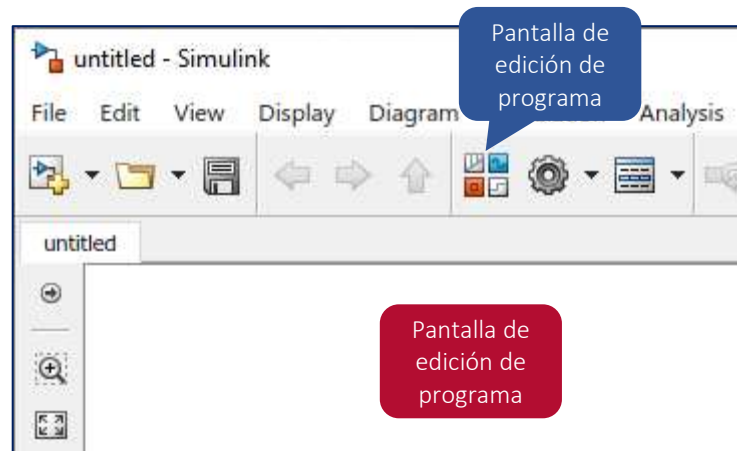 Pantalla de
edición de
programa
untitled - Simulink
File Edit View Display Diagram Analysis
untitled
Pantalla de
edición de
programa